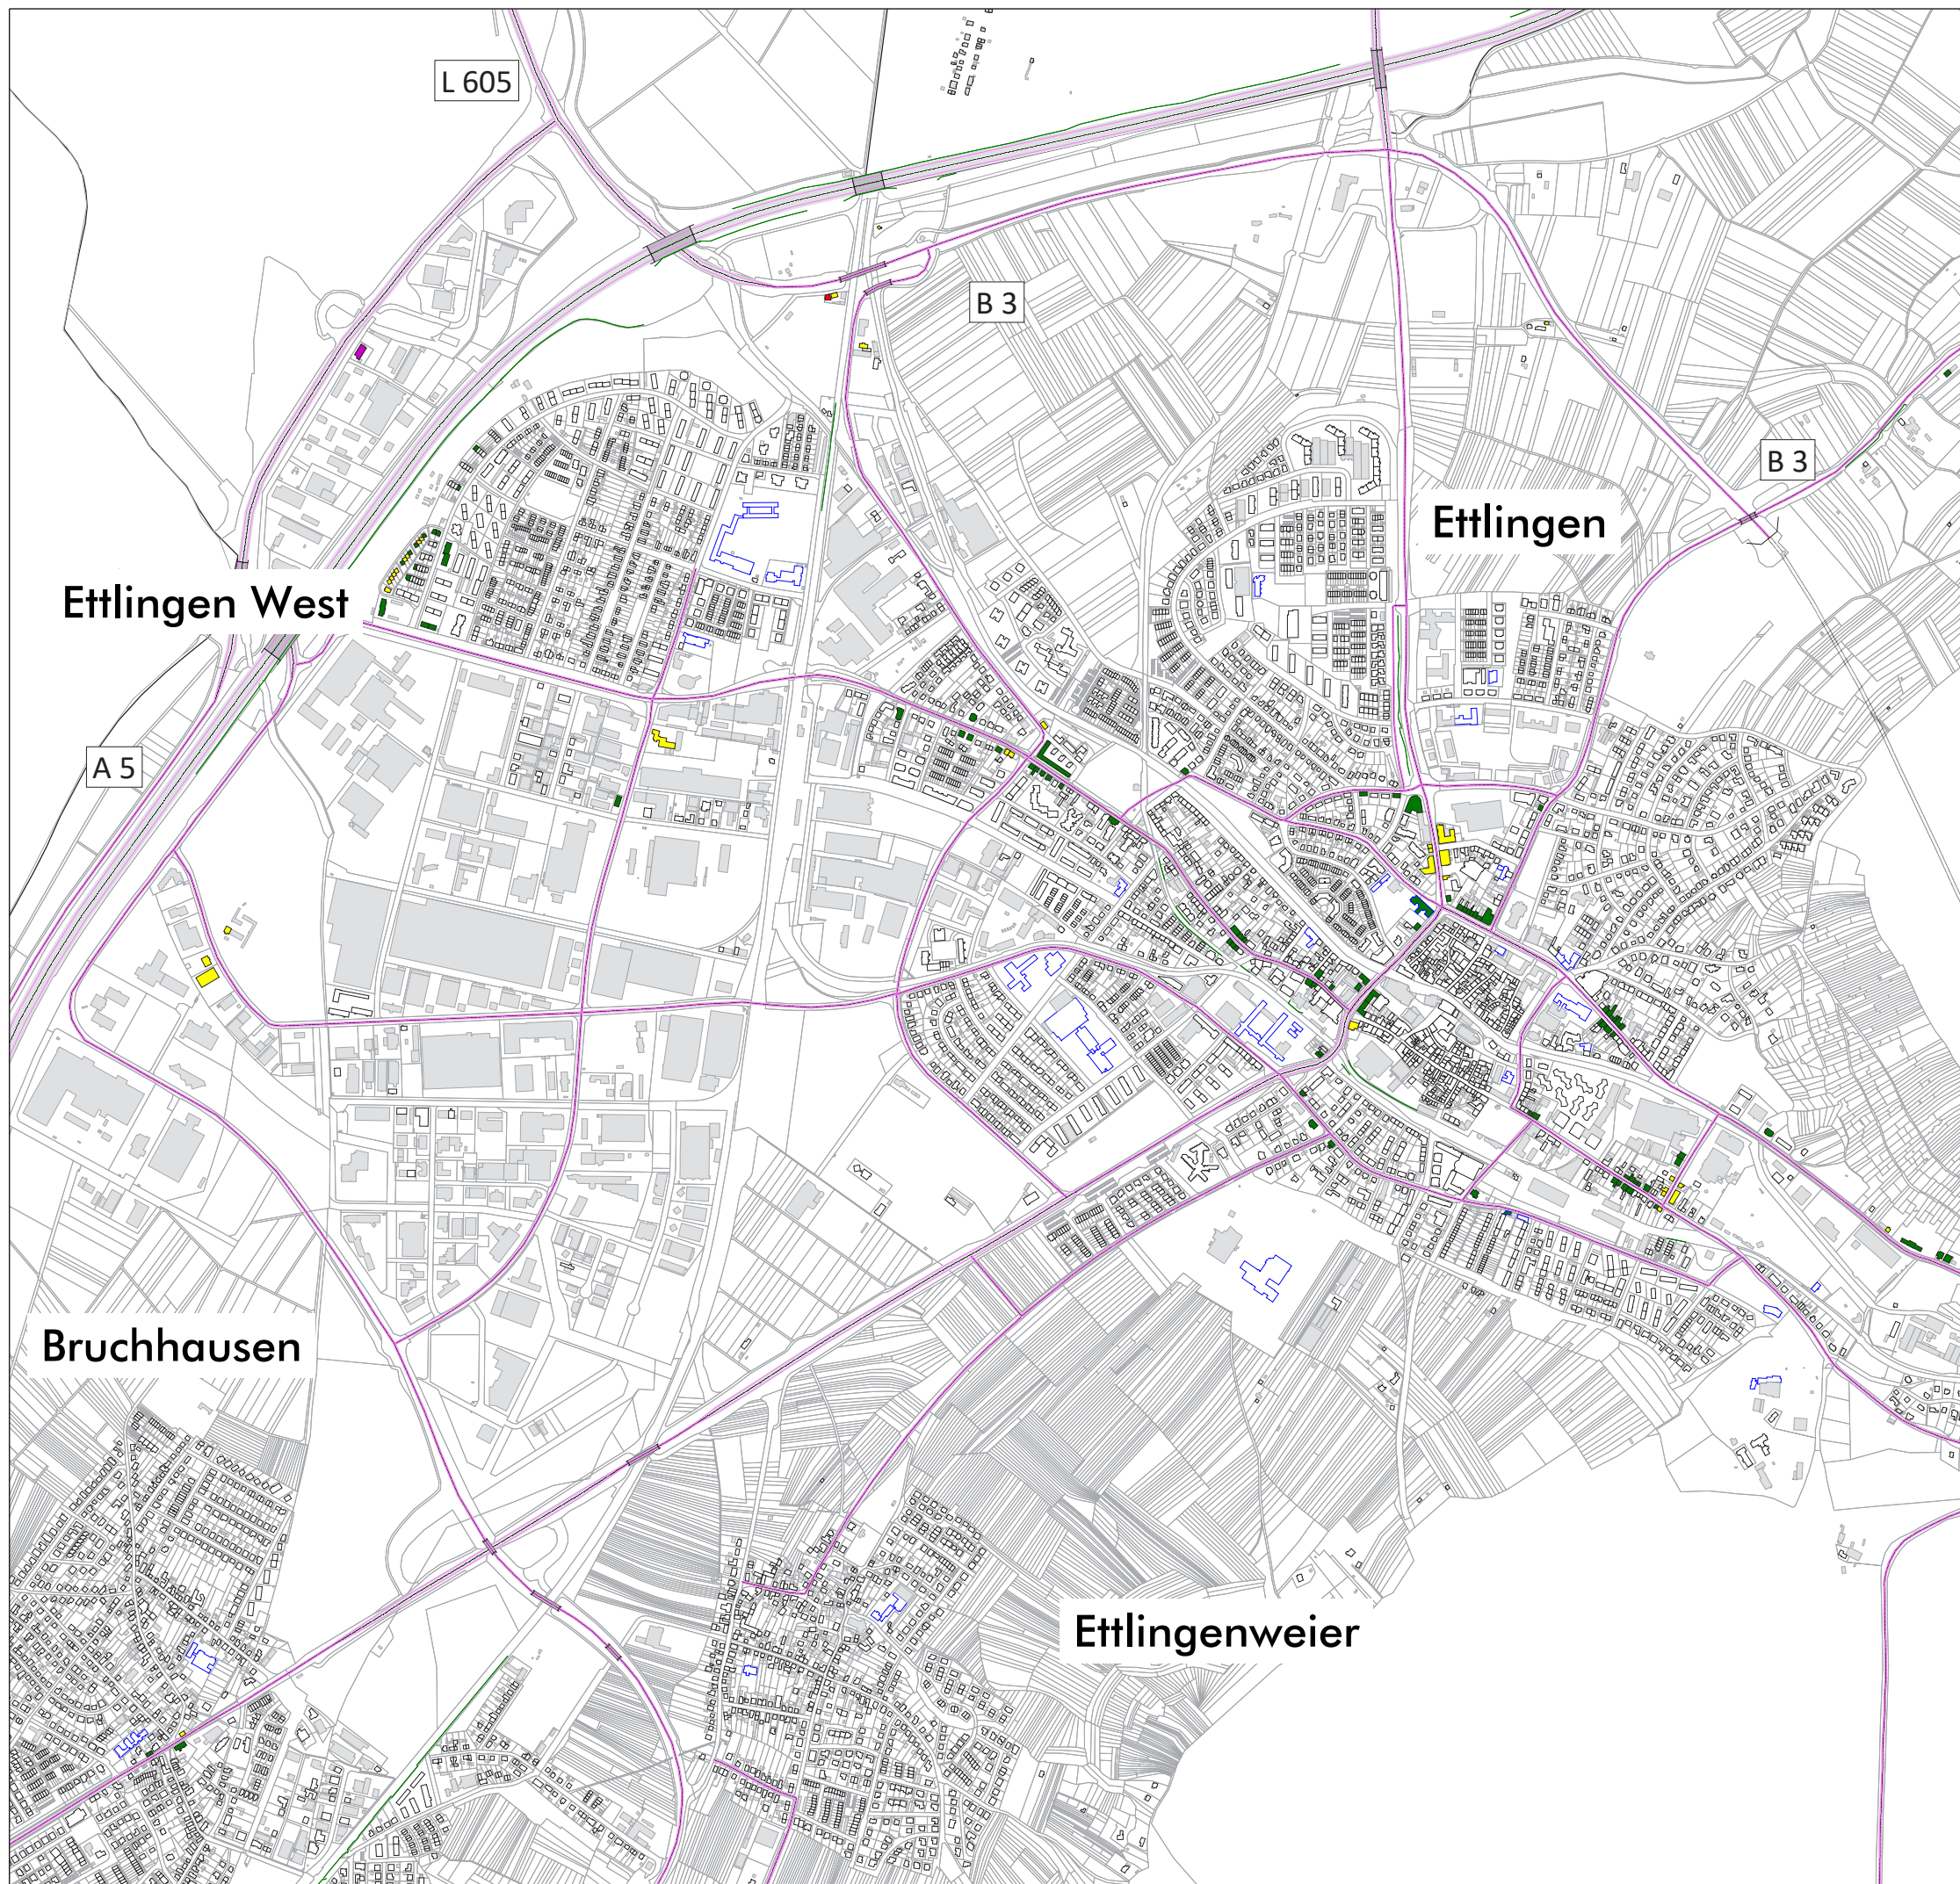 L 605
B 3
B 3
Ettlingen
Ettlingen West
A 5
Bruchhausen
Ettlingenweier